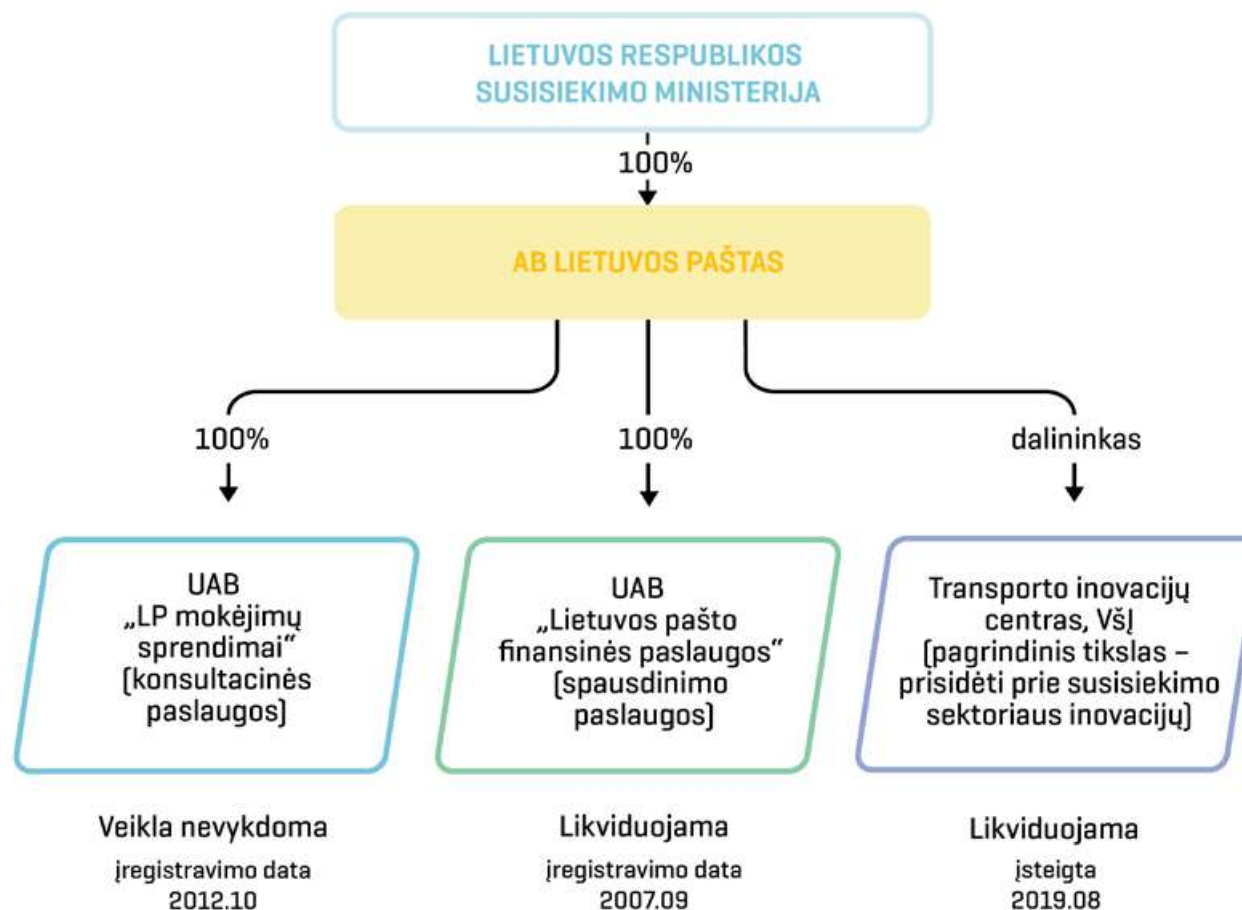 LIETUVOS RESPUBLIKOS
SUSISIEKIMO MINISTERIJA
100%
AB LIETUVOS PAŠTAS
100%
100%
dalininkas
UAB
„LP mokėjimų
sprendimai“
(konsultacinės
paslaugos)
UAB
„Lietuvos pašto
finansinės paslaugos“
(spausdinimo
paslaugos)
Transporto inovacijų
centras, VšĮ
(pagrindinis tikslas –
prisidėti prie susisiekimo
sektoriaus inovacijų)
Veikla nevykdoma
įregistravimo data
2012.10
Likviduojama
įregistravimo data
2007.09
Likviduojama
įsteigta
2019.08